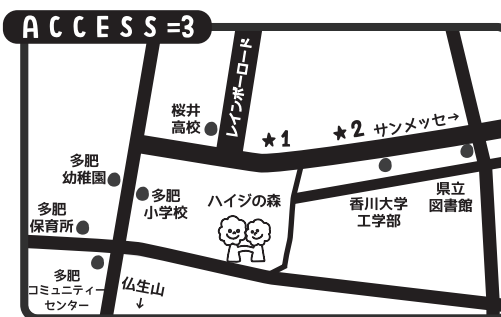 ACCESS=3
レインボーロード
桜井
高校
★1
★2
サンメッセ→
多肥
幼稚園
多肥
小学校
ハイジの森
香川大学
工学部
県立
図書館
多肥
保育所
多肥
コミュニティー
センター
仏生山
↓